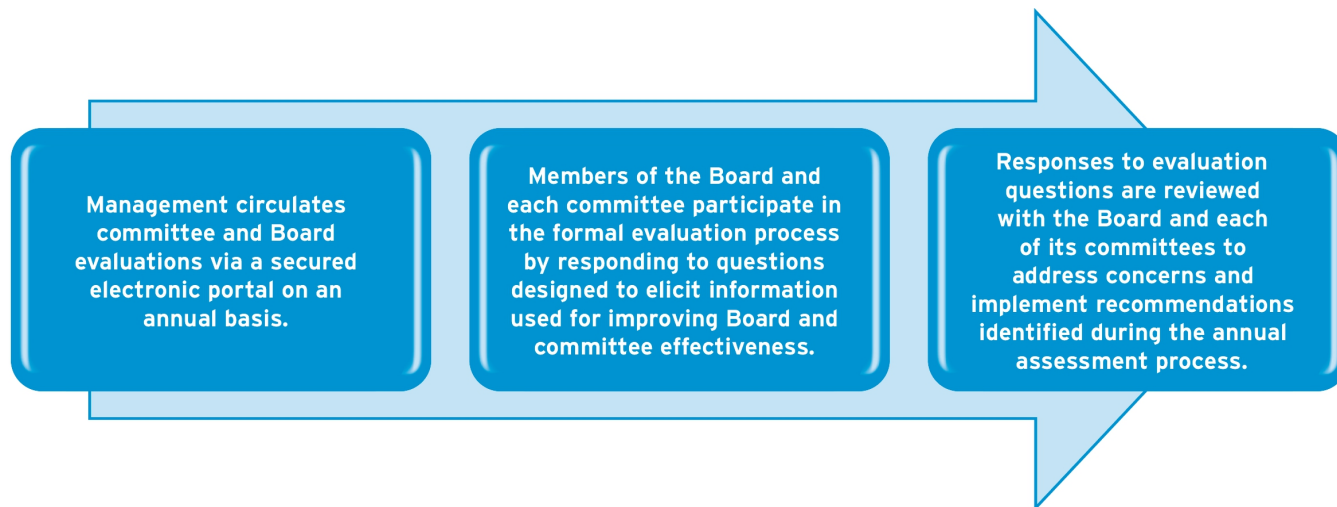 Management circulates
committee and Board
evaluations via a secured
electronic portal on an
annual basis.
Members of the Board and
each committee participate in
the formal evaluation process
by responding to questions
designed to elicit information
used for improving Board and
committee effectiveness.
Responses to evaluation
questions are reviewed
with the Board and each
of its committees to
address concerns and
implement recommendations
identified during the annual
assessment process.